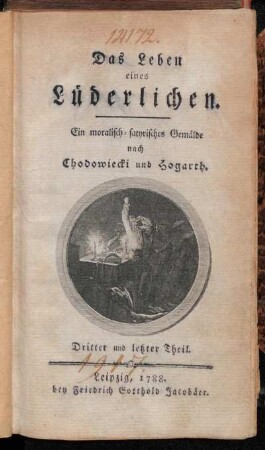 12172.
Das Leben
eines
Lüderlichen.
Ein moralisch-satyrisches Gemälde
nach
Chodowiecki und Hogarth.
Dritter und letzter Theil.
Leipzig, 1788.
bey Friedrich Gotthold Jacobäer.